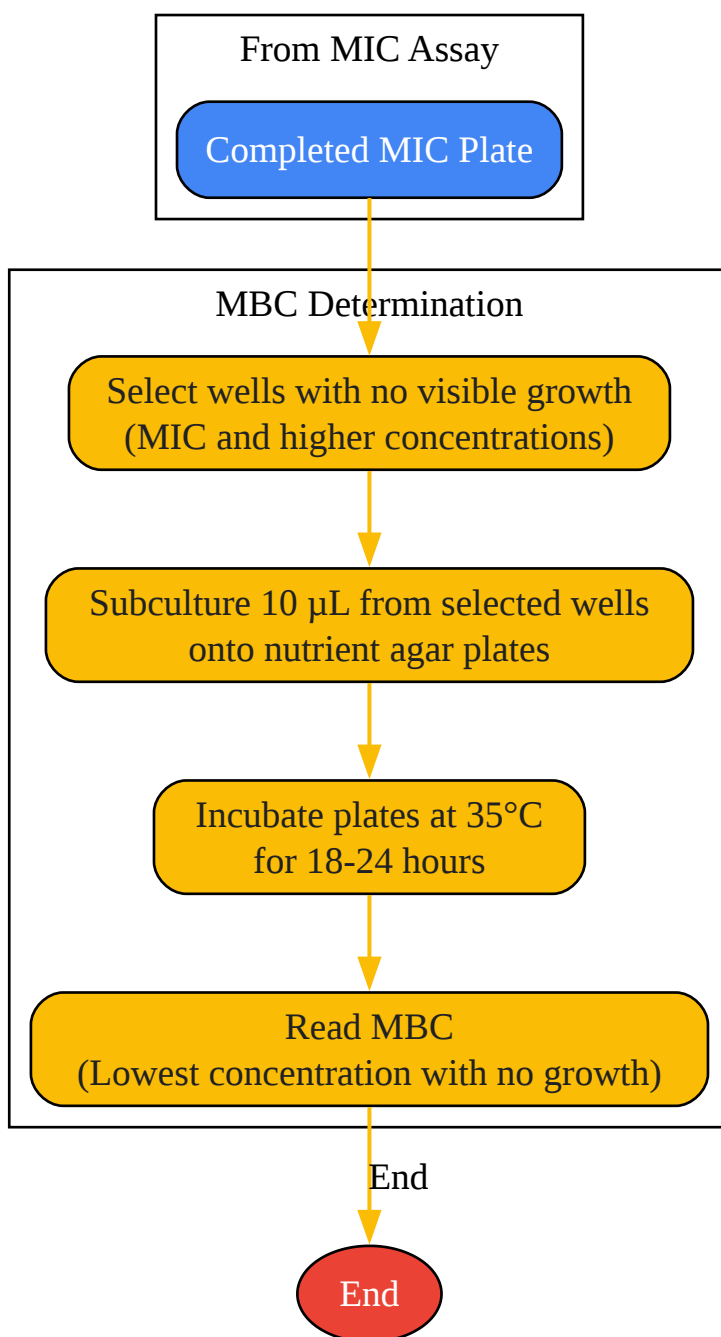 From MIC Assay
Completed MIC Plate
MBC Determination
Select wells with no visible growth
(MIC and higher concentrations)
Subculture 10 µL from selected wells
onto nutrient agar plates
Incubate plates at 35°C
for 18-24 hours
Read MBC
(Lowest concentration with no growth)
End
End